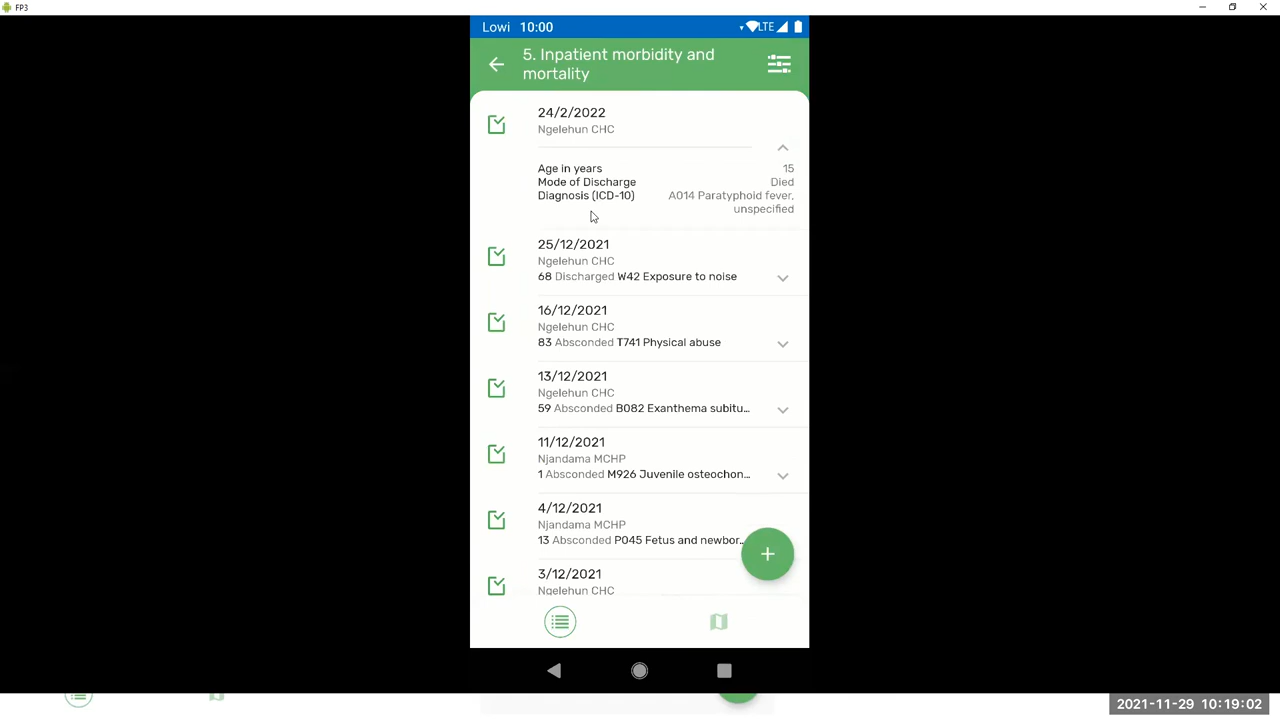 FP3
Lowi 10:00
LTE
5. Inpatient morbidity and
mortality
24/2/2022
Ngelehun CHC
Age in years 15
Mode of Discharge Died
Diagnosis (ICD-10) A014 Paratyphoid fever,
unspecified
25/12/2021
Ngelehun CHC
68 Discharged W42 Exposure to noise
16/12/2021
Ngelehun CHC
83 Absconded T741 Physical abuse
13/12/2021
Ngelehun CHC
59 Absconded B082 Exanthema subitu...
11/12/2021
Njandama MCHP
1 Absconded M926 Juvenile osteochon...
4/12/2021
Njandama MCHP
13 Absconded P045 Fetus and newbor...
3/12/2021
Ngelehun CHC
2021-11-29 10:19:02